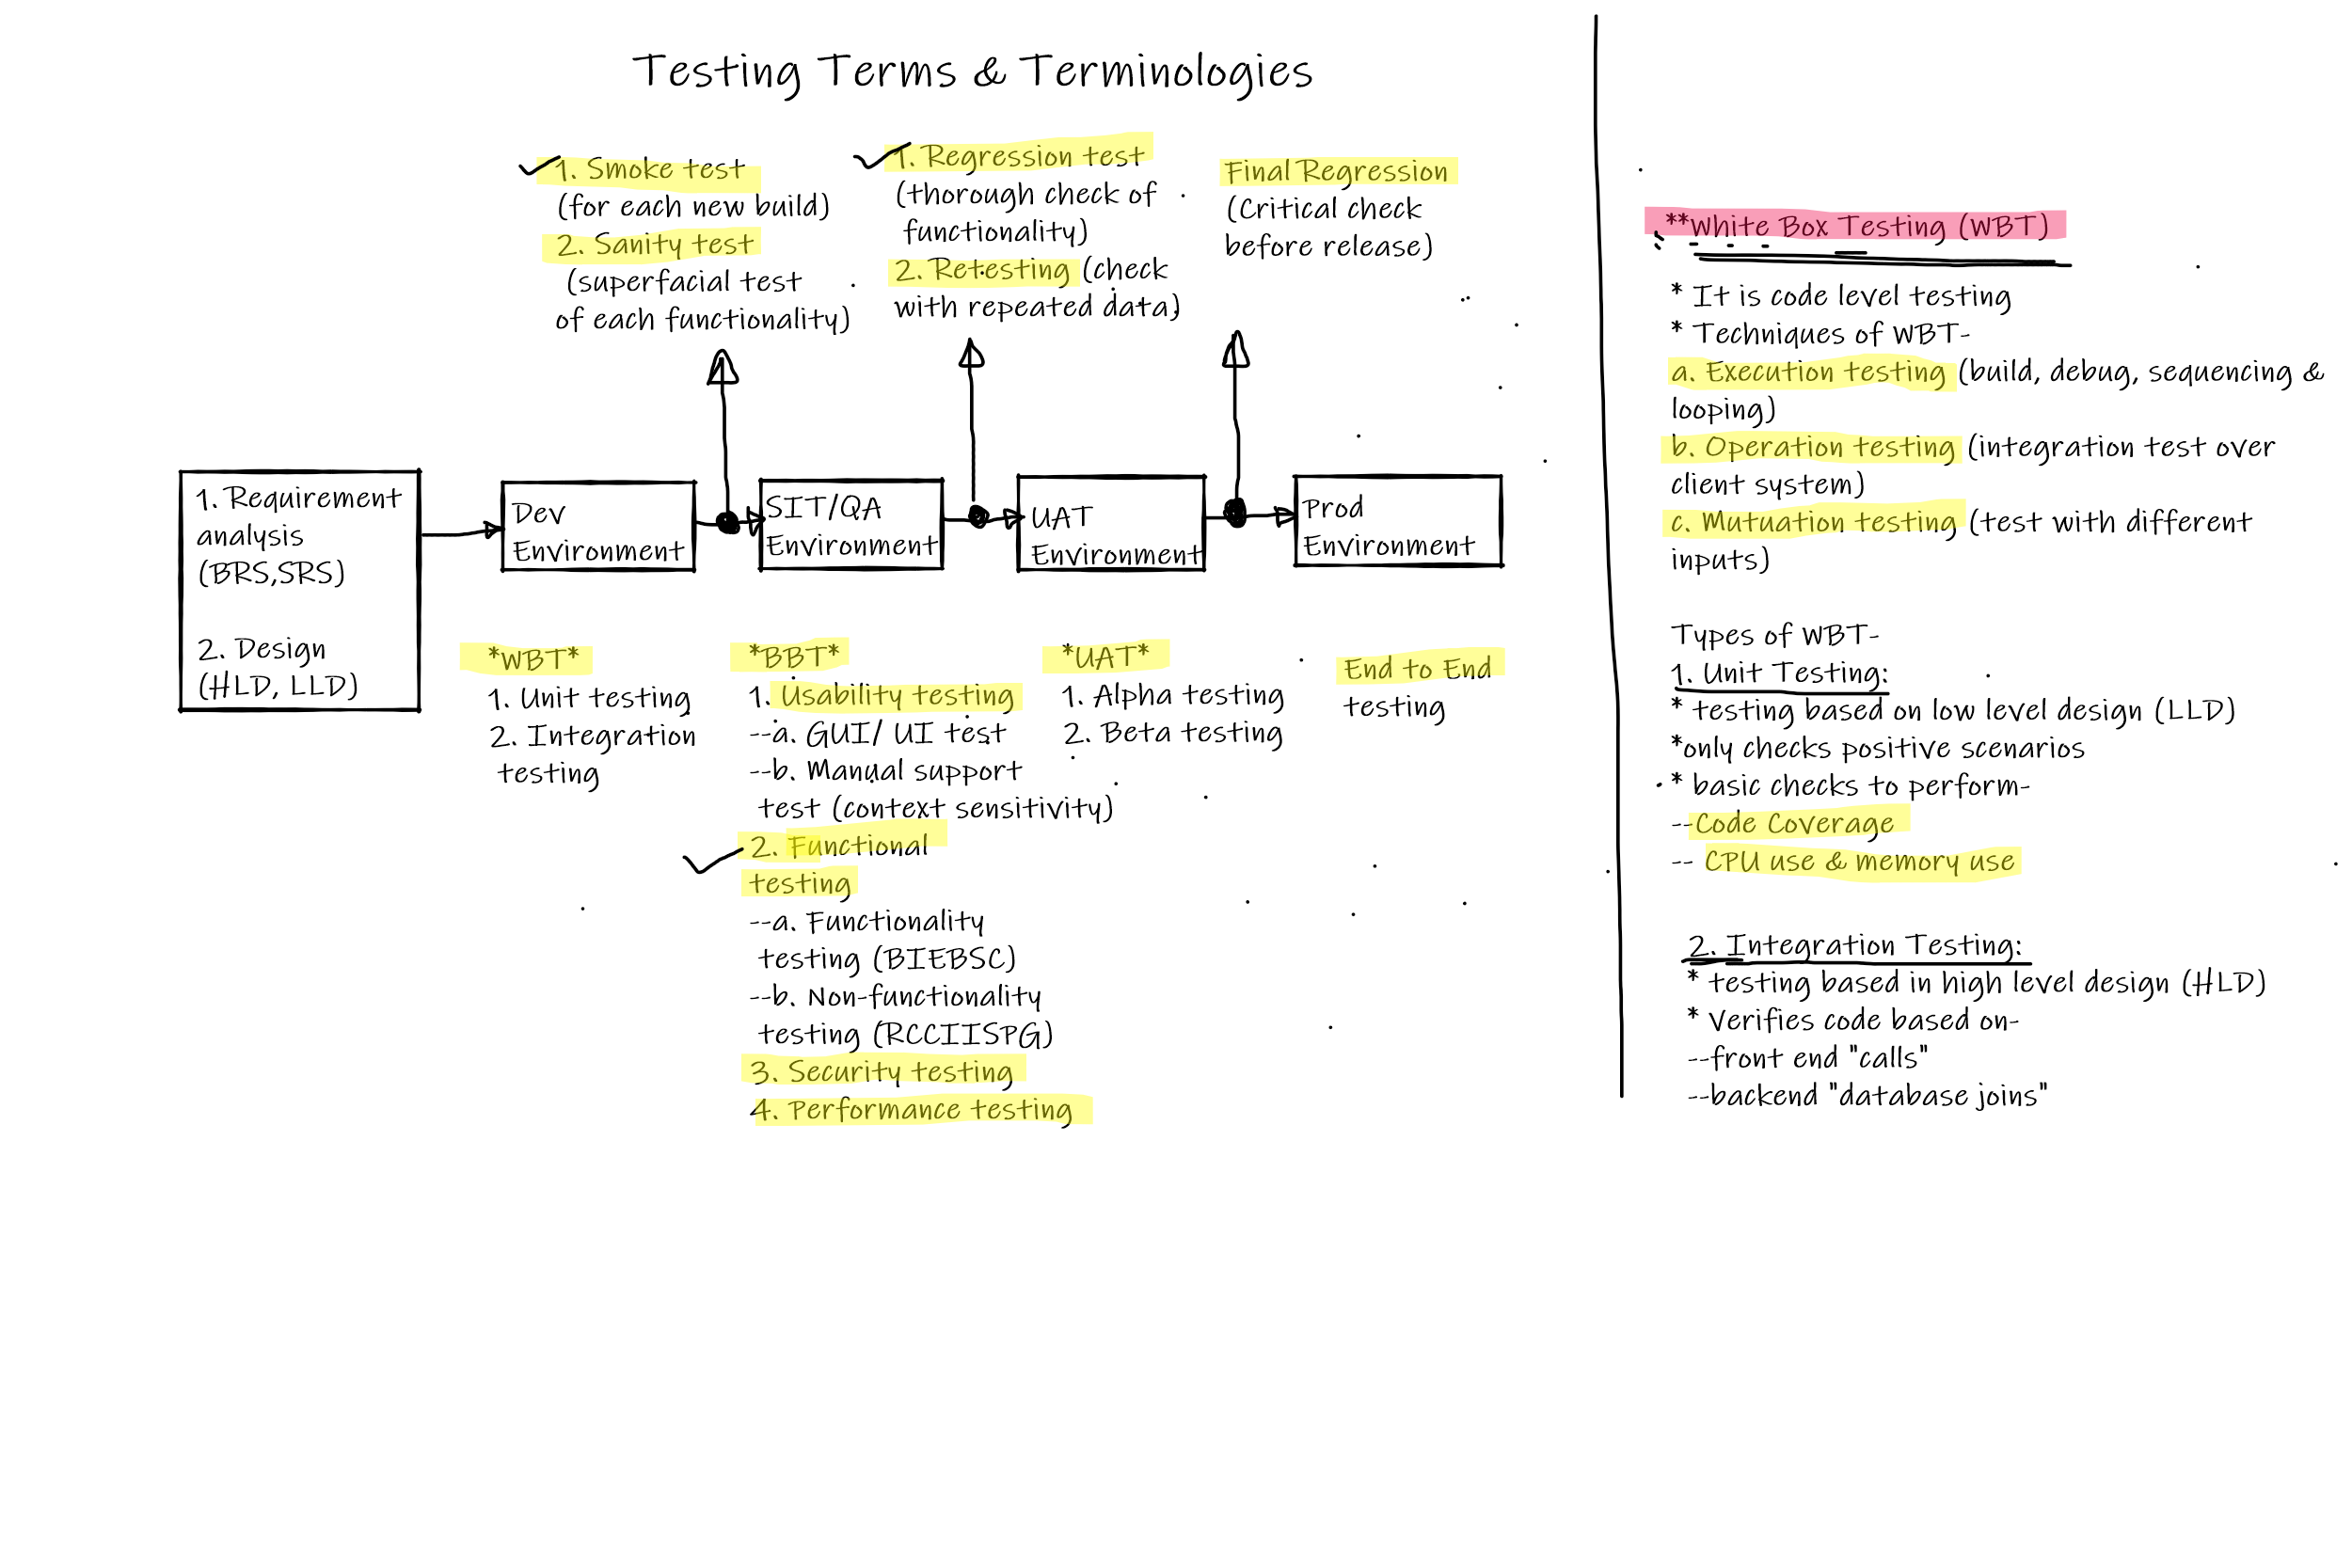 Testing Terms & Terminologies
1. Smoke test
(for each new build)
2. Sanity test
(superfacial test
of each functionality)
1. Regression test
(thorough check of
functionality)
2. Retesting (check
with repeated data)
Final Regression
(Critical check
before release)
1. Requirement
analysis
(BRS,SRS)
2. Design
(HLD, LLD)
Dev
Environment
SIT/QA
Environment
UAT
Environment
Prod
Environment
*WBT*
1. Unit testing
2. Integration
testing
*BBT*
1. Usability testing
--a. GUI/ UI test
--b. Manual support
test (context sensitivity)
2. Functional
testing
--a. Functionality
testing (BIEBSC)
--b. Non-functionality
testing (RCCIISPG)
3. Security testing
4. Performance testing
*UAT*
1. Alpha testing
2. Beta testing
End to End
testing
**White Box Testing (WBT)
* It is code level testing
* Techniques of WBT-
a. Execution testing (build, debug, sequencing &
looping)
b. Operation testing (integration test over
client system)
c. Mutuation testing (test with different
inputs)
Types of WBT-
1. Unit Testing:
* testing based on low level design (LLD)
*only checks positive scenarios
* basic checks to perform-
--Code Coverage
-- CPU use & memory use
2. Integration Testing:
* testing based in high level design (HLD)
* Verifies code based on-
--front end "calls"
--backend "database joins"